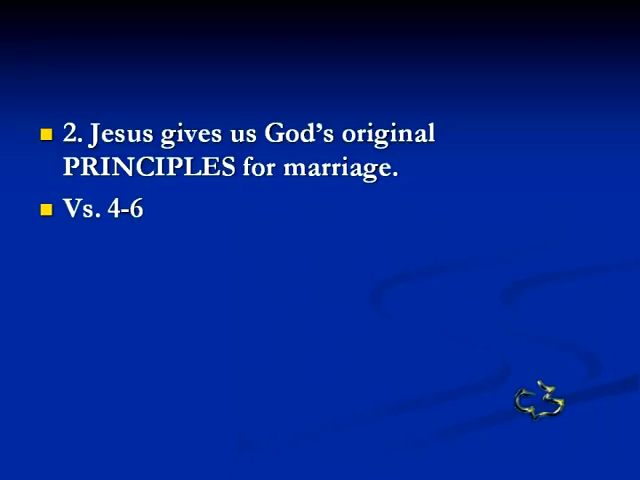 2. Jesus gives us God’s original
PRINCIPLES for marriage.
Vs. 4-6